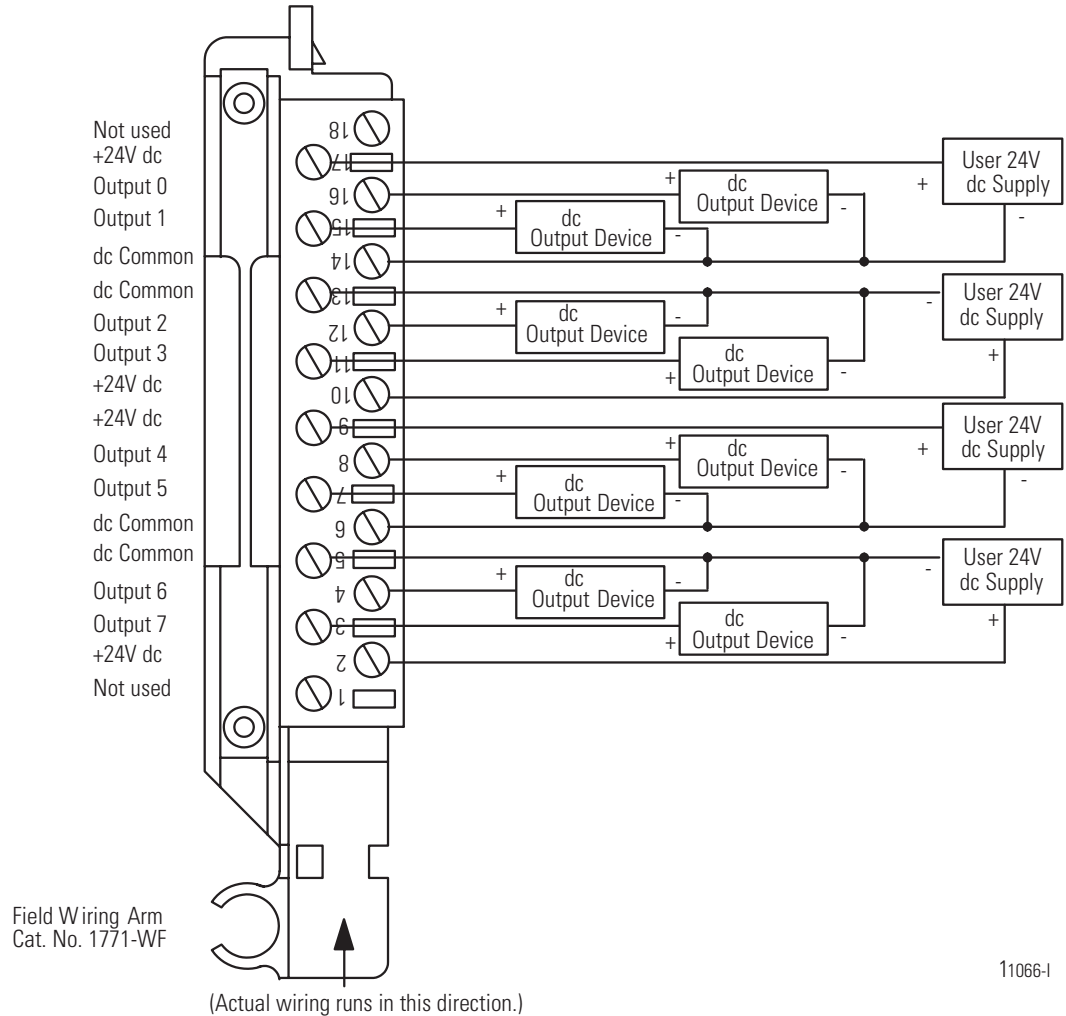 Not used
+24V dc
Output 0
Output 1
dc Common
dc Common
Output 2
Output 3
+24V dc
+24V dc
Output 4
Output 5
dc Common
dc Common
Output 6
Output 7
+24V dc
Not used
18
17
16
15
14
13
12
11
10
9
8
7
6
5
4
3
2
1
+ dc Output Device -
+ dc Output Device -
User 24V
dc Supply
+
-
+ dc Output Device -
+ dc Output Device -
User 24V
dc Supply
-
+
+ dc Output Device -
+ dc Output Device -
User 24V
dc Supply
+
-
+ dc Output Device -
+ dc Output Device -
User 24V
dc Supply
-
+
Field Wiring Arm
Cat. No. 1771-WF
(Actual wiring runs in this direction.)
11066-I